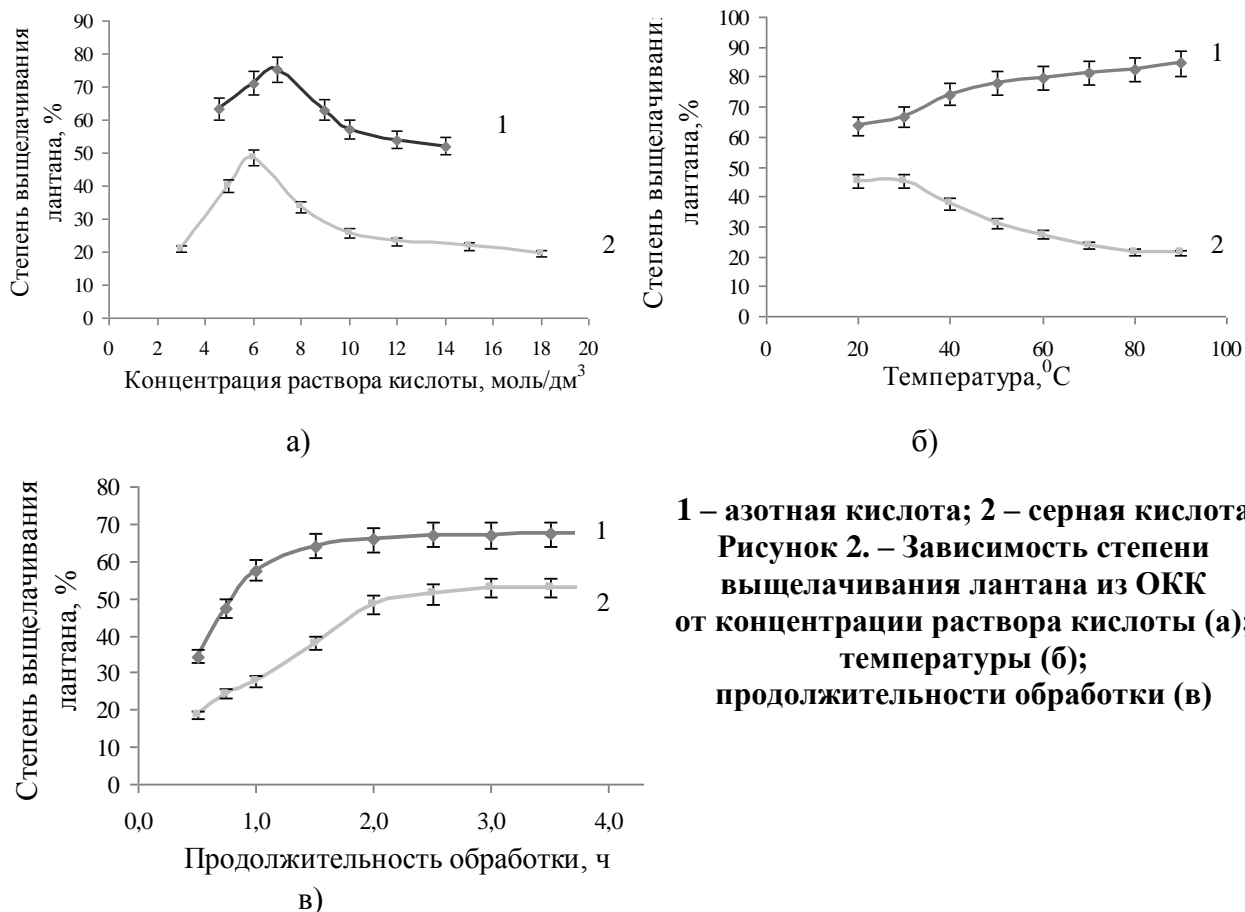 Степень выщелачивания
лантана, %
90
80
70
60
50
40
30
20
10
0
0 2 4 6 8 10 12 14 16 18 20
1
2
Концентрация раствора кислоты, моль/дм³
а)
Степень выщелачивани
лантана,%
100
90
80
70
60
50
40
30
20
10
0
0 20 40 60 80 100
1
2
Температура,⁰С
б)
Степень выщелачивания
лантана, %
80
70
60
50
40
30
20
10
0
0,0 1,0 2,0 3,0 4,0
1
2
Продолжительность обработки, ч
в)
1 – азотная кислота; 2 – серная кислота
Рисунок 2. – Зависимость степени
выщелачивания лантана из ОКК
от концентрации раствора кислоты (а);
температуры (б);
продолжительности обработки (в)